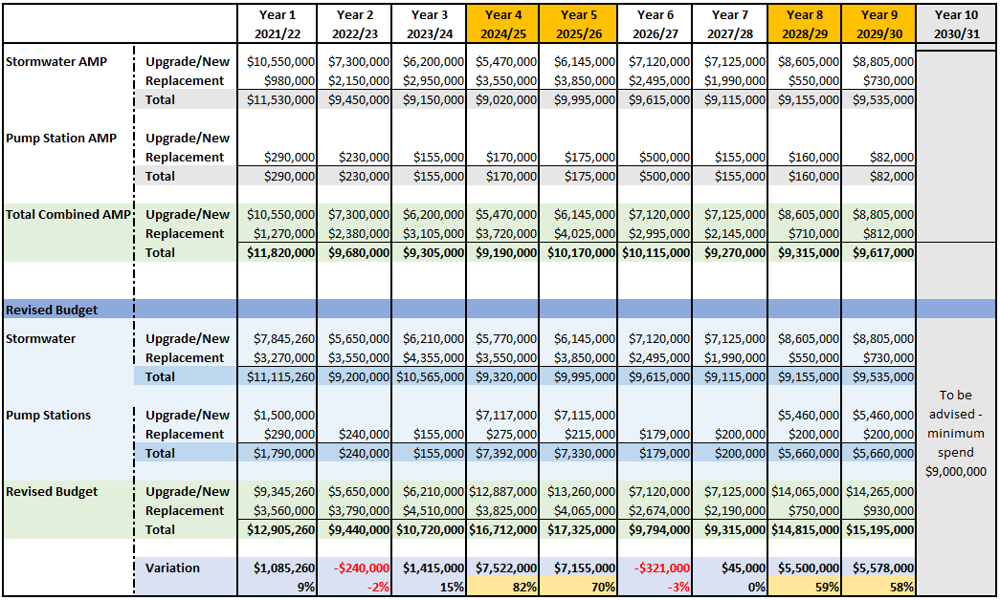 Year 1 Year 2 Year 3 Year 4 Year 5 Year 6 Year 7 Year 8 Year 9 Year 10
2021/22 2022/23 2023/24 2024/25 2025/26 2026/27 2027/28 2028/29 2029/30 2030/31
Stormwater AMP Upgrade/New $10,550,000 $7,300,000 $6,200,000 $5,470,000 $6,145,000 $7,120,000 $7,125,000 $8,605,000 $8,805,000
Replacement $980,000 $2,150,000 $2,950,000 $3,550,000 $3,850,000 $2,495,000 $1,990,000 $550,000 $730,000
Total $11,530,000 $9,450,000 $9,150,000 $9,020,000 $9,995,000 $9,615,000 $9,115,000 $9,155,000 $9,535,000
Pump Station AMP Upgrade/New
Replacement $290,000 $230,000 $155,000 $170,000 $175,000 $500,000 $155,000 $160,000 $82,000
Total $290,000 $230,000 $155,000 $170,000 $175,000 $500,000 $155,000 $160,000 $82,000
Total Combined AMP Upgrade/New $10,550,000 $7,300,000 $6,200,000 $5,470,000 $6,145,000 $7,120,000 $7,125,000 $8,605,000 $8,805,000
Replacement $1,270,000 $2,380,000 $3,105,000 $3,720,000 $4,025,000 $2,995,000 $2,145,000 $710,000 $812,000
Total $11,820,000 $9,680,000 $9,305,000 $9,190,000 $10,170,000 $10,115,000 $9,270,000 $9,315,000 $9,617,000
Revised Budget
Stormwater Upgrade/New $7,845,260 $5,650,000 $6,210,000 $5,770,000 $6,145,000 $7,120,000 $7,125,000 $8,605,000 $8,805,000
Replacement $3,270,000 $3,550,000 $4,355,000 $3,550,000 $3,850,000 $2,495,000 $1,990,000 $550,000 $730,000
Total $11,115,260 $9,200,000 $10,565,000 $9,320,000 $9,995,000 $9,615,000 $9,115,000 $9,155,000 $9,535,000
To be
Pump Stations Upgrade/New $1,500,000 $7,117,000 $7,115,000 $5,460,000 $5,460,000 advised -
Replacement $290,000 $240,000 $155,000 $275,000 $215,000 $179,000 $200,000 $200,000 $200,000 minimum
Total $1,790,000 $240,000 $155,000 $7,392,000 $7,330,000 $179,000 $200,000 $5,660,000 $5,660,000 spend
$9,000,000
Revised Budget Upgrade/New $9,345,260 $5,650,000 $6,210,000 $12,887,000 $13,260,000 $7,120,000 $7,125,000 $14,065,000 $14,265,000
Replacement $3,560,000 $3,790,000 $4,510,000 $3,825,000 $4,065,000 $2,674,000 $2,190,000 $750,000 $930,000
Total $12,905,260 $9,440,000 $10,720,000 $16,712,000 $17,325,000 $9,794,000 $9,315,000 $14,815,000 $15,195,000
Variation $1,085,260 -$240,000 $1,415,000 $7,522,000 $7,155,000 -$321,000 $45,000 $5,500,000 $5,578,000
9% -2% 15% 82% 70% -3% 0% 59% 58%